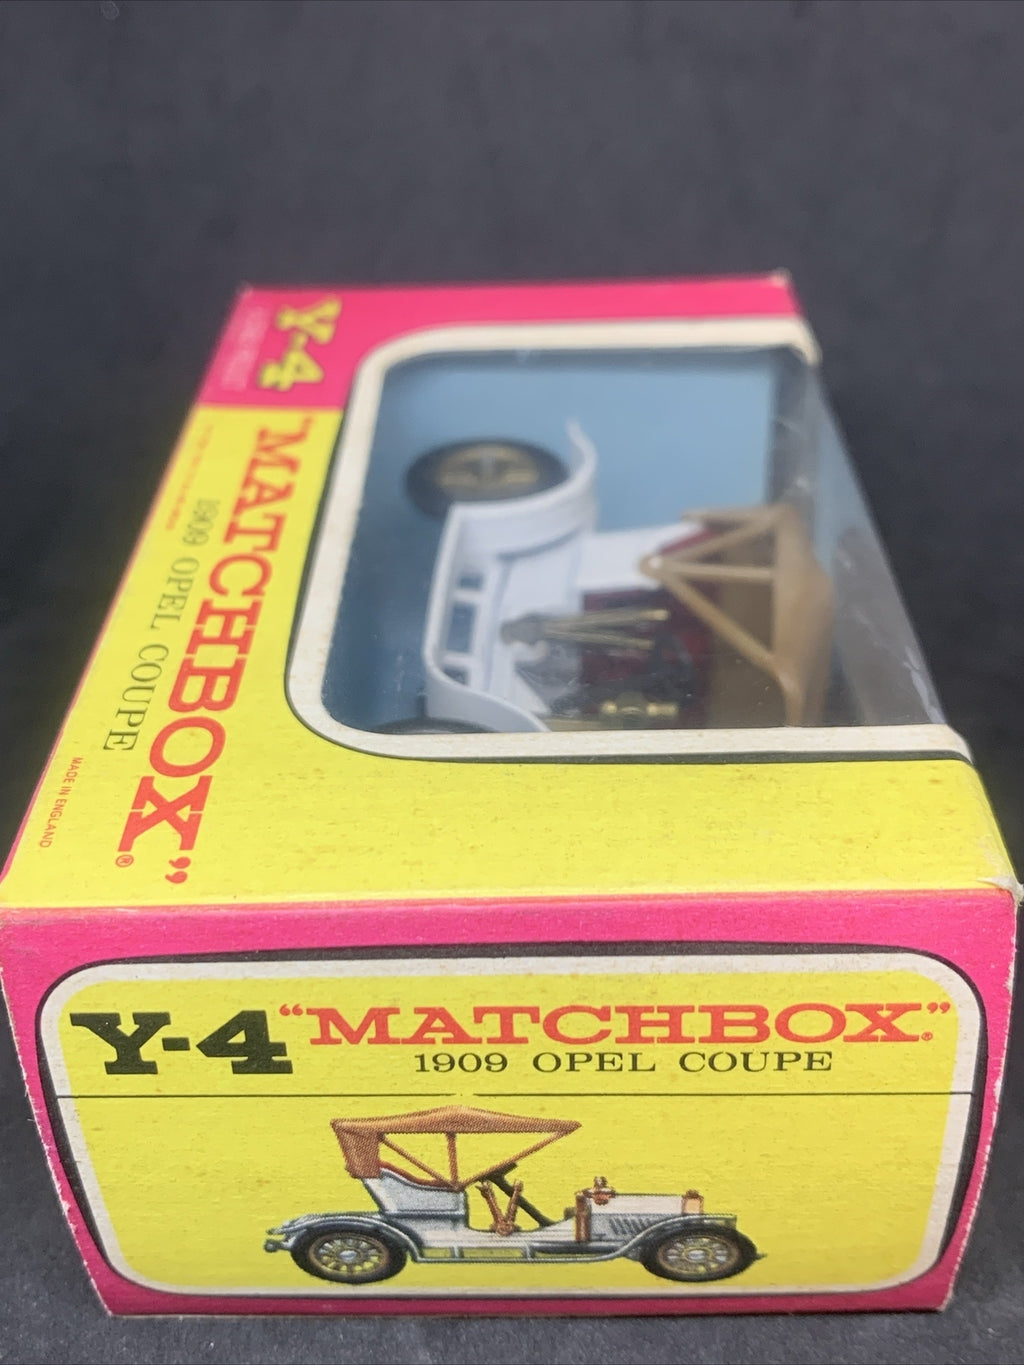 Y-4
"MATCHBOX"®
1909 OPEL COUPE
MADE IN ENGLAND
Y-4 "MATCHBOX"®
1909 OPEL COUPE